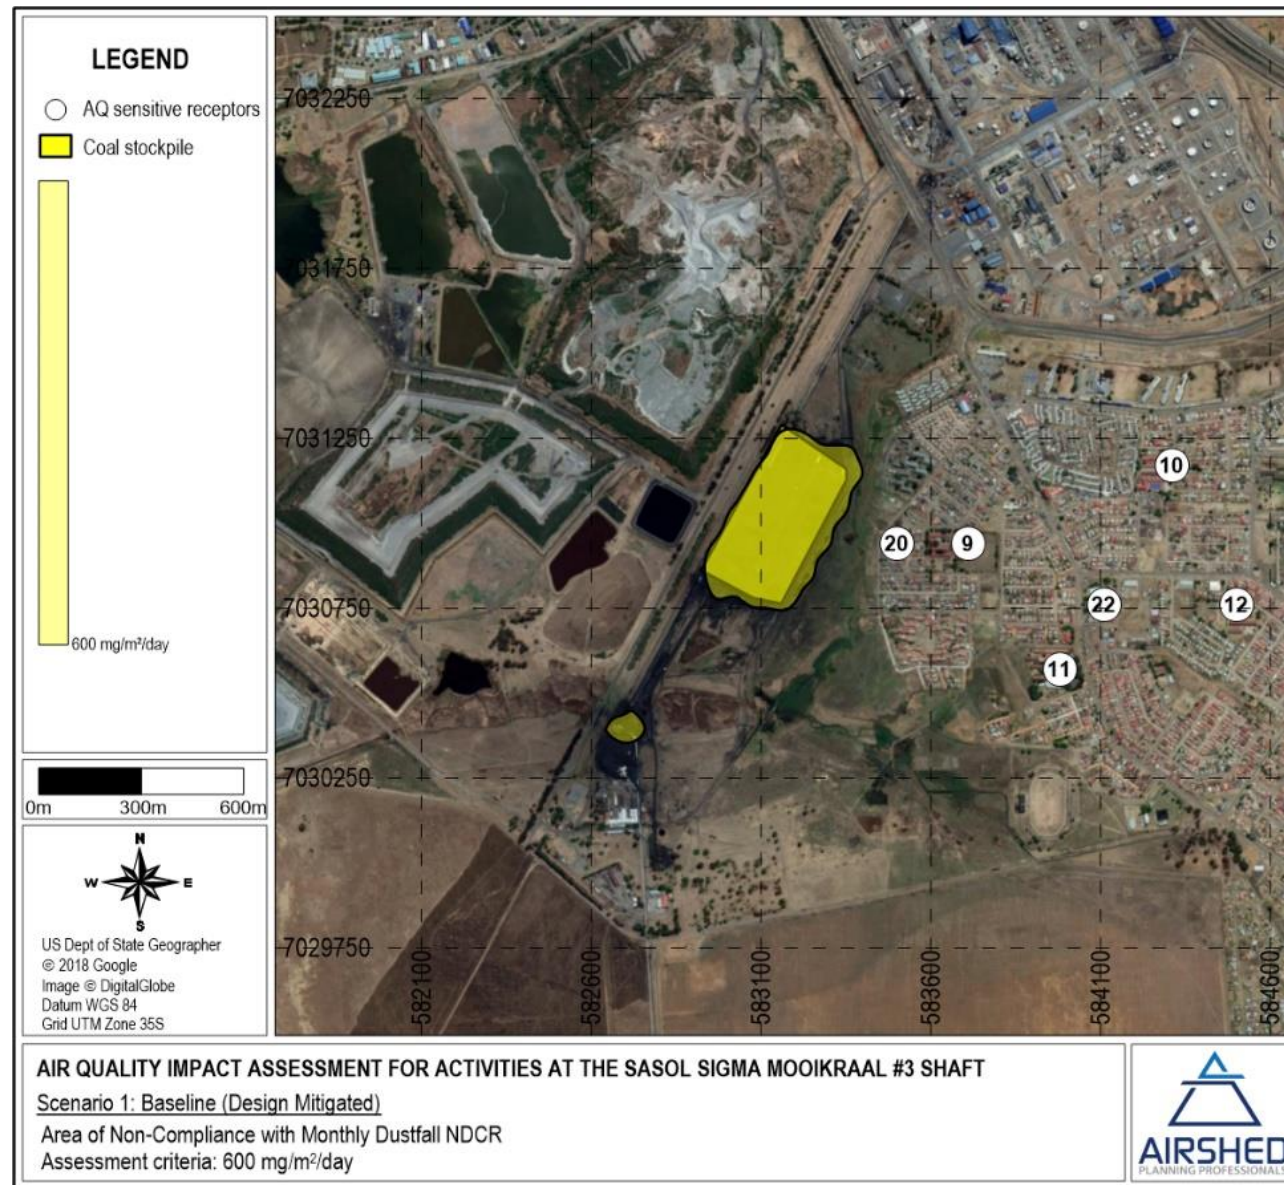 LEGEND
AQ sensitive receptors
Coal stockpile
600 mg/m²/day
0m 300m 600m
N
W E
S
US Dept of State Geographer
© 2018 Google
Image © DigitalGlobe
Datum WGS 84
Grid UTM Zone 35S
7032250
7031750
7031250
7030750
7030250
7029750
582100
582600
583100
583600
584100
584600
10
20
9
22
12
11
AIR QUALITY IMPACT ASSESSMENT FOR ACTIVITIES AT THE SASOL SIGMA MOOIKRAAL #3 SHAFT
Scenario 1: Baseline (Design Mitigated)
Area of Non-Compliance with Monthly Dustfall NDCR
Assessment criteria: 600 mg/m²/day
AIRSHED
PLANNING PROFESSIONALS